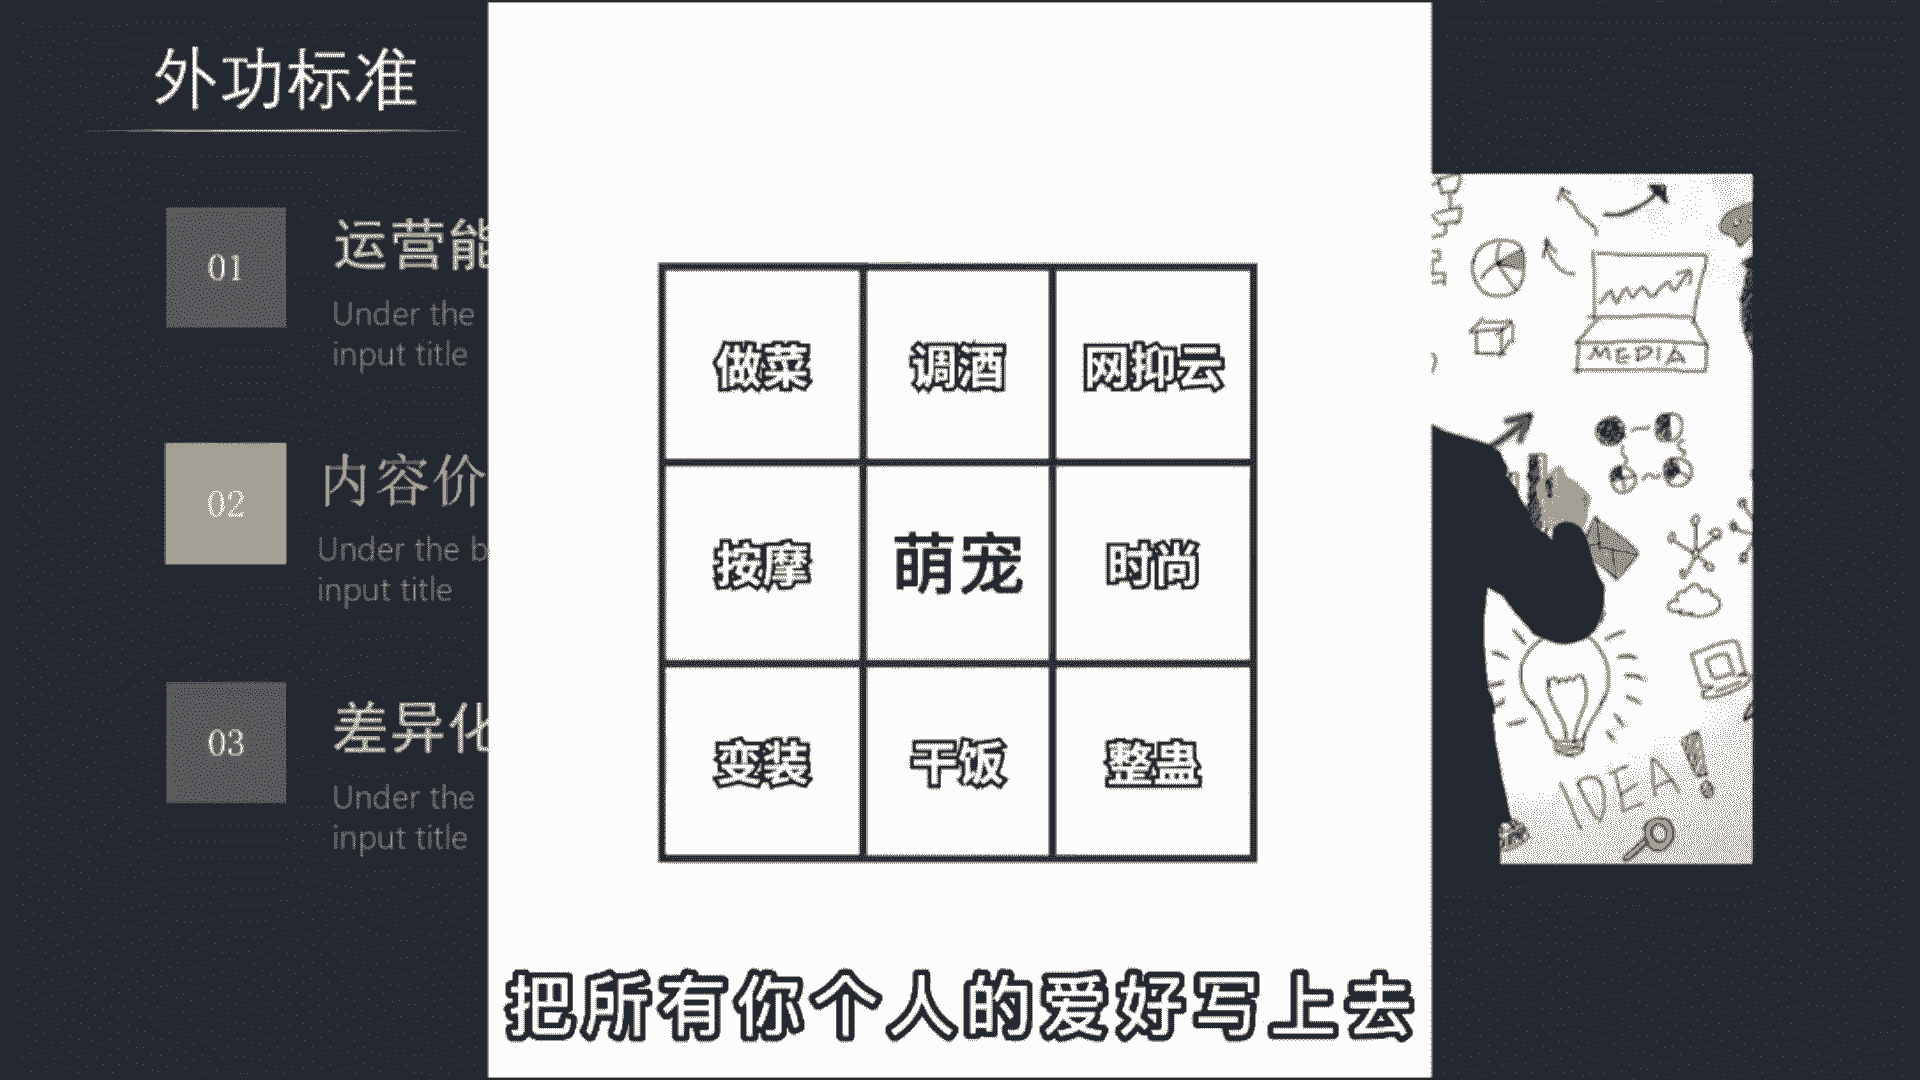 外功标准
01
运营能
Under the
input title
02
内容价
Under the b
input title
03
差异化
Under the
input title
做菜
调酒
网抑云
按摩
萌宠
时尚
变装
干饭
整蛊
把所有你个人的爱好写上去
MEDIA
IDEA!